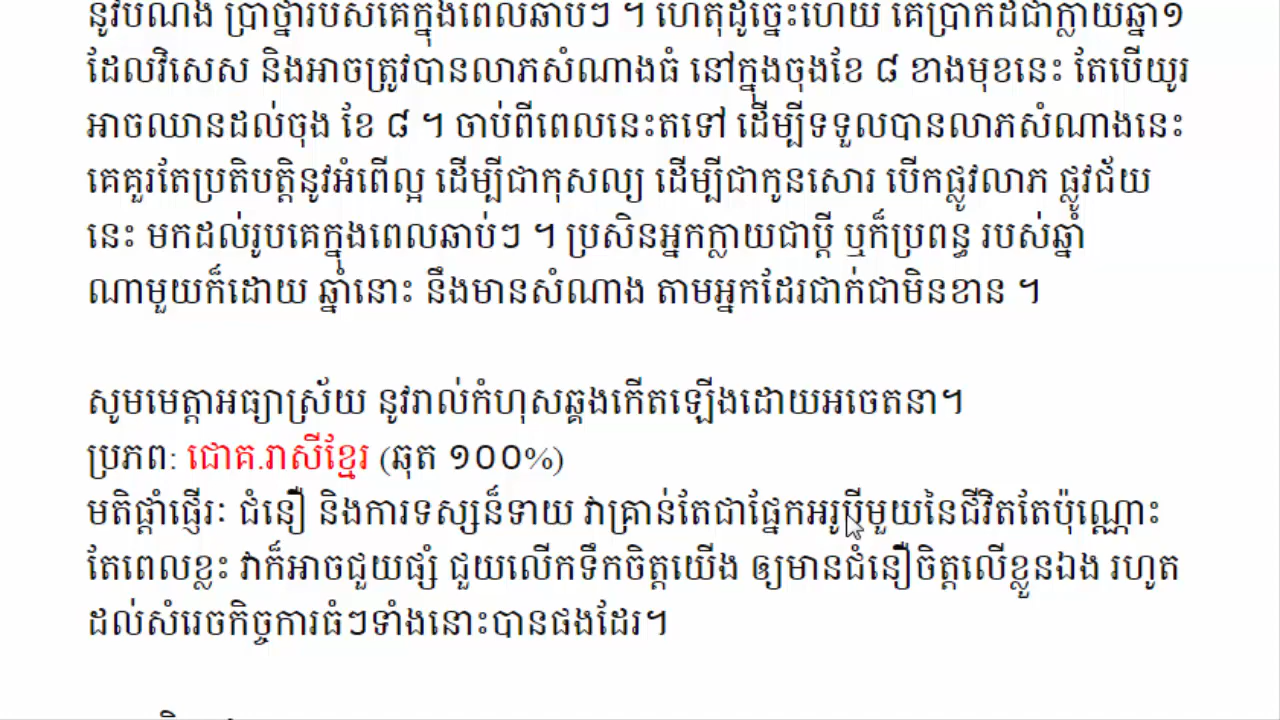 នូវបំណង ប្រាថ្នារបស់គេក្នុងពេលឆាប់ៗ ។ ហេតុដូច្នេះហើយ គេប្រាកដជាក្លាយឆ្នាំ១
ដែលវិសេស និងអាចត្រូវបានលាភសំណាងធំ នៅក្នុងចុងខែ ៨ ខាងមុខនេះ តែបើយូរ
អាចឈានដល់ចុង ខែ ៨ ។ ចាប់ពីពេលនេះតទៅ ដើម្បីទទួលបានលាភសំណាងនេះ
គេគួរតែប្រតិបត្តិនូវអំពើល្អ ដើម្បីជាកុសល្យ ដើម្បីជាកូនសោរ បើកផ្លូវលាភ ផ្លូវជ័យ
នេះ មកដល់រូបគេក្នុងពេលឆាប់ៗ ។ ប្រសិនអ្នកក្លាយជាប្តី ឬក៏ប្រពន្ធ របស់ឆ្នាំ
ណាមួយក៏ដោយ ឆ្នាំនោះ នឹងមានសំណាង តាមអ្នកដែរជាក់ជាមិនខាន ។
សូមមេត្តាអធ្យាស្រ័យ នូវរាល់កំហុសឆ្គងកើតឡើងដោយអចេតនា។
ប្រភព: ជោគ.រាសីខ្មែរ (ឆុត ១០០%)
មតិផ្តាំផ្ញើរៈ ជំនឿ និងការទស្សន៍ទាយ វាគ្រាន់តែជាផ្នែកអរូប្បីមួយនៃជីវិតតែប៉ុណ្ណោះ
តែពេលខ្លះ វាក៏អាចជួយផ្សំ ជួយលើកទឹកចិត្តយើង ឲ្យមានជំនឿចិត្តលើខ្លួនឯង រហូត
ដល់សំរេចកិច្ចការធំៗទាំងនោះបានផងដែរ។